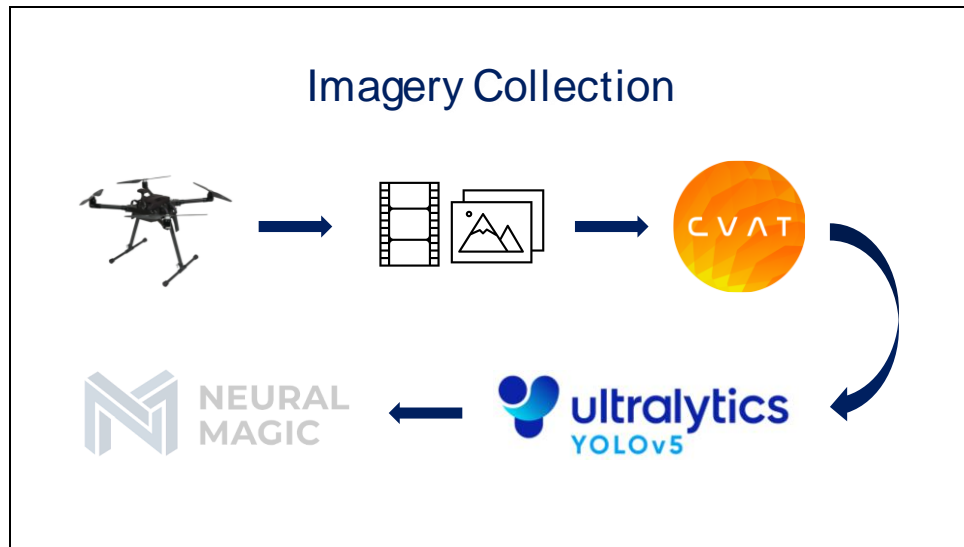 Imagery Collection
CVAT
ultralytics
YOLOv5
NEURAL
MAGIC